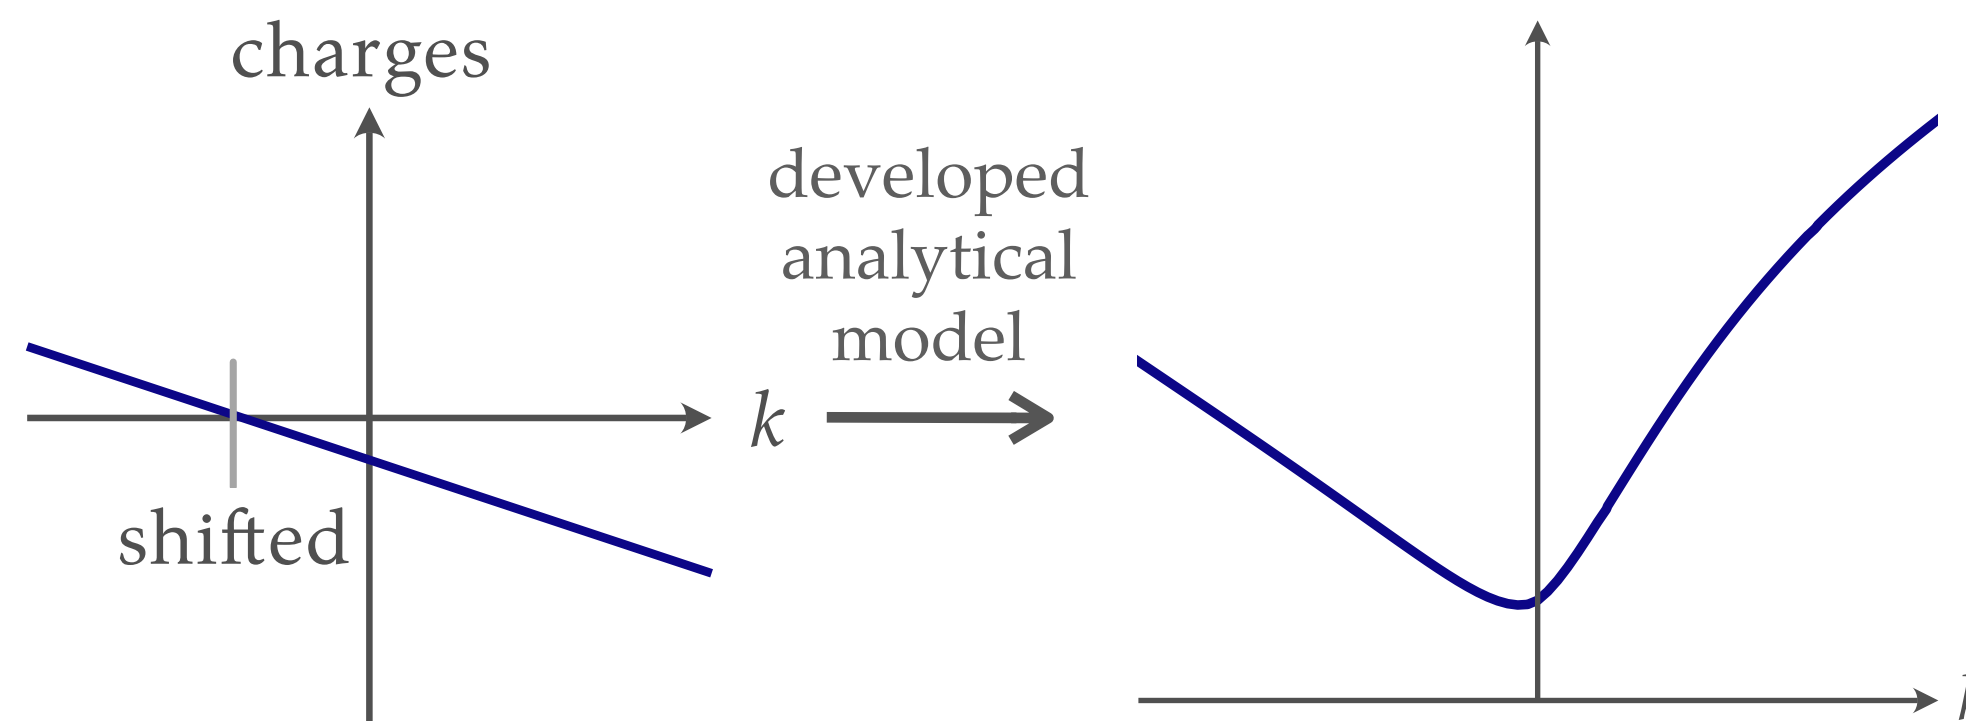 charges
developed
analytical
model
k
shifted